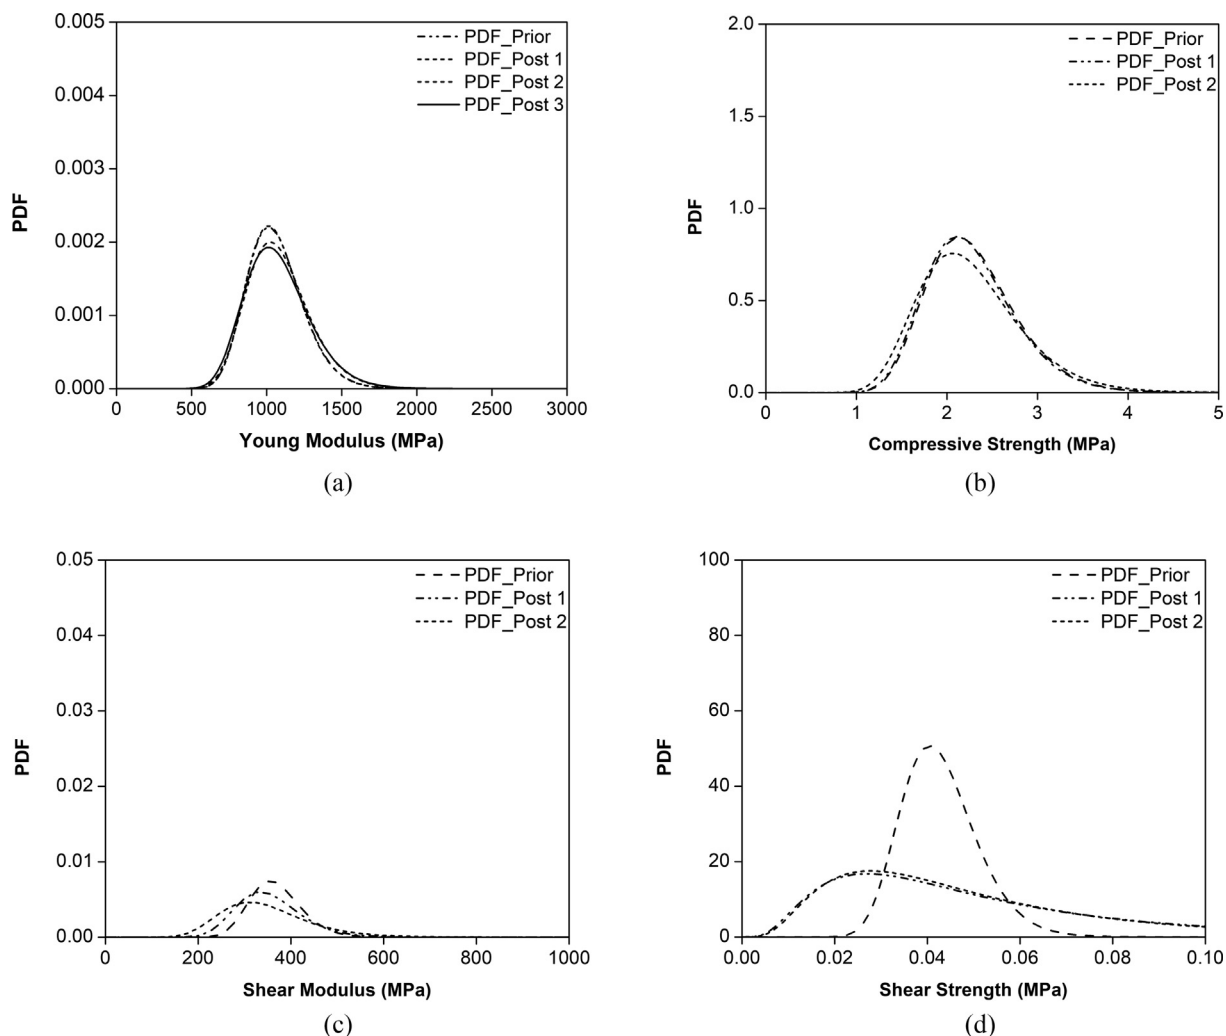 0.005
0.004
0.003
0.002
0.001
0.000
PDF
PDF_Prior
PDF_Post 1
PDF_Post 2
PDF_Post 3
0 500 1000 1500 2000 2500 3000
Young Modulus (MPa)
(a)
2.0
1.5
1.0
0.5
0.0
PDF
PDF_Prior
PDF_Post 1
PDF_Post 2
0 1 2 3 4 5
Compressive Strength (MPa)
(b)
0.05
0.04
0.03
0.02
0.01
0.00
PDF
PDF_Prior
PDF_Post 1
PDF_Post 2
0 200 400 600 800 1000
Shear Modulus (MPa)
(c)
100
80
60
40
20
0
PDF
PDF_Prior
PDF_Post 1
PDF_Post 2
0.00 0.02 0.04 0.06 0.08 0.10
Shear Strength (MPa)
(d)